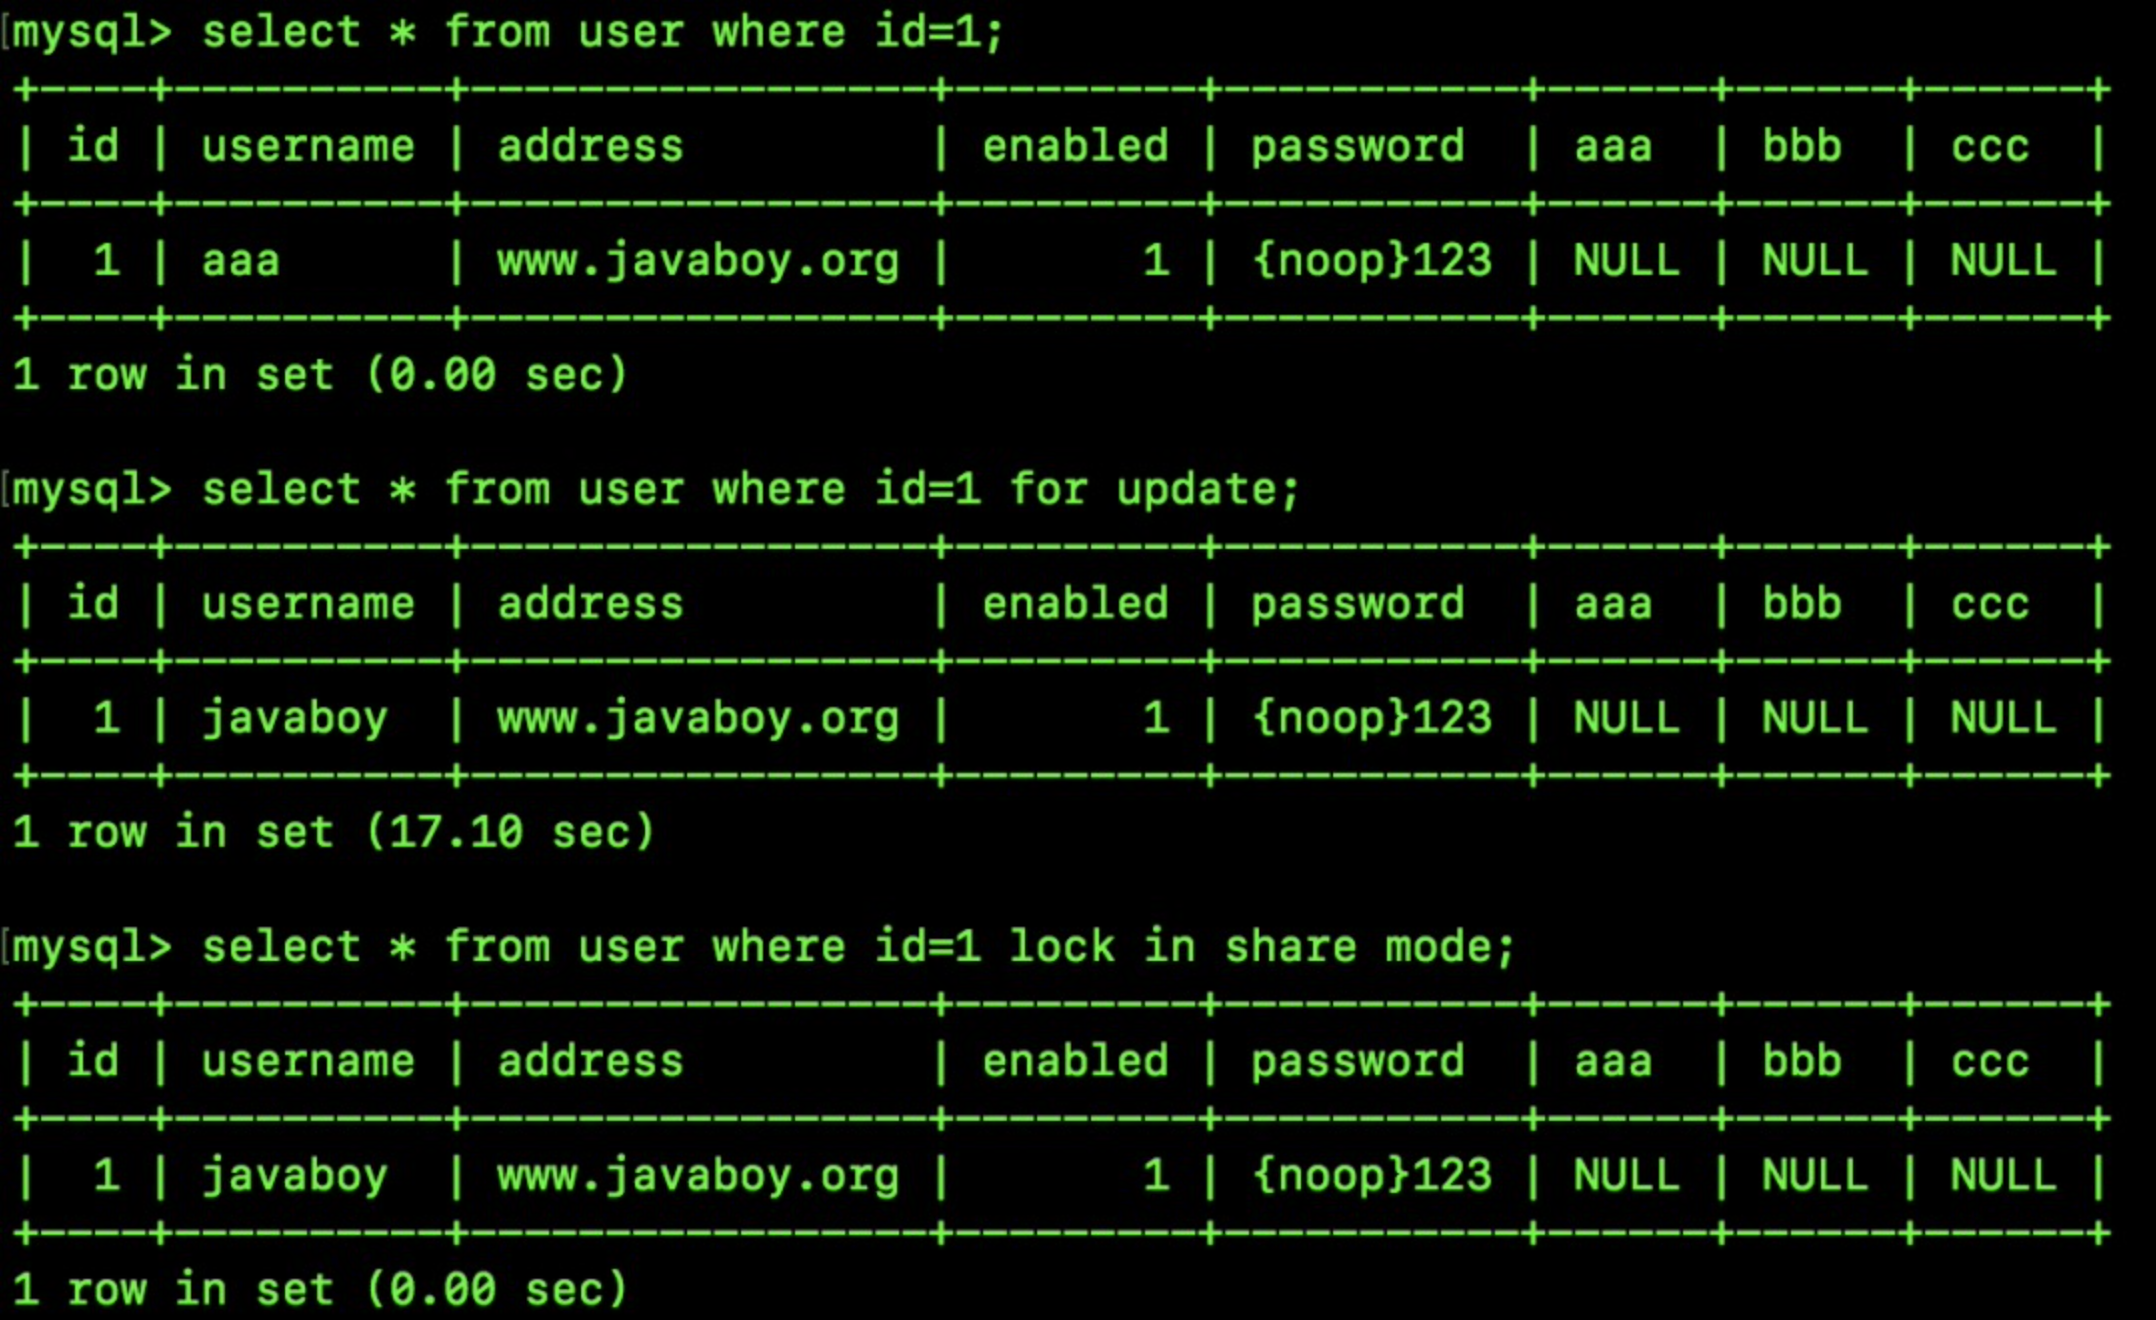 [mysql> select * from user where id=1;
+----+----------+-----------------+---------+-----------+------+------+------+
| id | username | address         | enabled | password  | aaa  | bbb  | ccc  |
+----+----------+-----------------+---------+-----------+------+------+------+
|  1 | aaa      | www.javaboy.org |       1 | {noop}123 | NULL | NULL | NULL |
+----+----------+-----------------+---------+-----------+------+------+------+
1 row in set (0.00 sec)

[mysql> select * from user where id=1 for update;
+----+----------+-----------------+---------+-----------+------+------+------+
| id | username | address         | enabled | password  | aaa  | bbb  | ccc  |
+----+----------+-----------------+---------+-----------+------+------+------+
|  1 | javaboy  | www.javaboy.org |       1 | {noop}123 | NULL | NULL | NULL |
+----+----------+-----------------+---------+-----------+------+------+------+
1 row in set (17.10 sec)

[mysql> select * from user where id=1 lock in share mode;
+----+----------+-----------------+---------+-----------+------+------+------+
| id | username | address         | enabled | password  | aaa  | bbb  | ccc  |
+----+----------+-----------------+---------+-----------+------+------+------+
|  1 | javaboy  | www.javaboy.org |       1 | {noop}123 | NULL | NULL | NULL |
+----+----------+-----------------+---------+-----------+------+------+------+
1 row in set (0.00 sec)